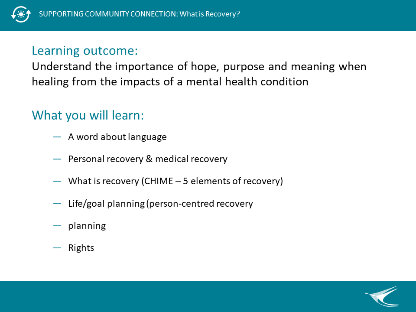 SUPPORTING COMMUNITY CONNECTION: What is Recovery?
Learning outcome:
Understand the importance of hope, purpose and meaning when
healing from the impacts of a mental health condition
What you will learn:
— A word about language
— Personal recovery & medical recovery
— What is recovery (CHIME – 5 elements of recovery)
— Life/goal planning (person-centred recovery
— planning
— Rights